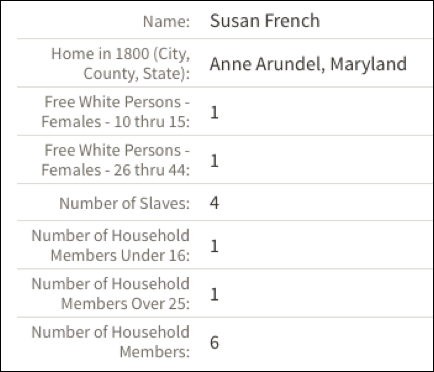 Name: Susan French
Home in 1800 (City,
County, State): Anne Arundel, Maryland
Free White Persons -
Females - 10 thru 15: 1
Free White Persons -
Females - 26 thru 44: 1
Number of Slaves: 4
Number of Household
Members Under 16: 1
Number of Household
Members Over 25: 1
Number of Household
Members: 6